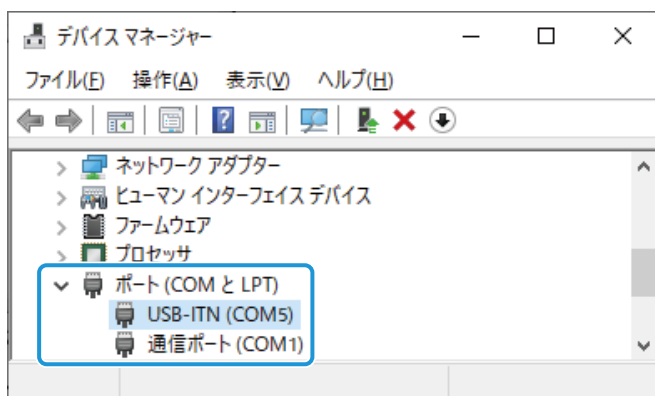 デバイス マネージャー
ファイル(F) 操作(A) 表示(V) ヘルプ(H)
ネットワーク アダプター
ヒューマン インターフェイス デバイス
ファームウェア
プロセッサ
ポート (COM と LPT)
USB-ITN (COM5)
通信ポート (COM1)